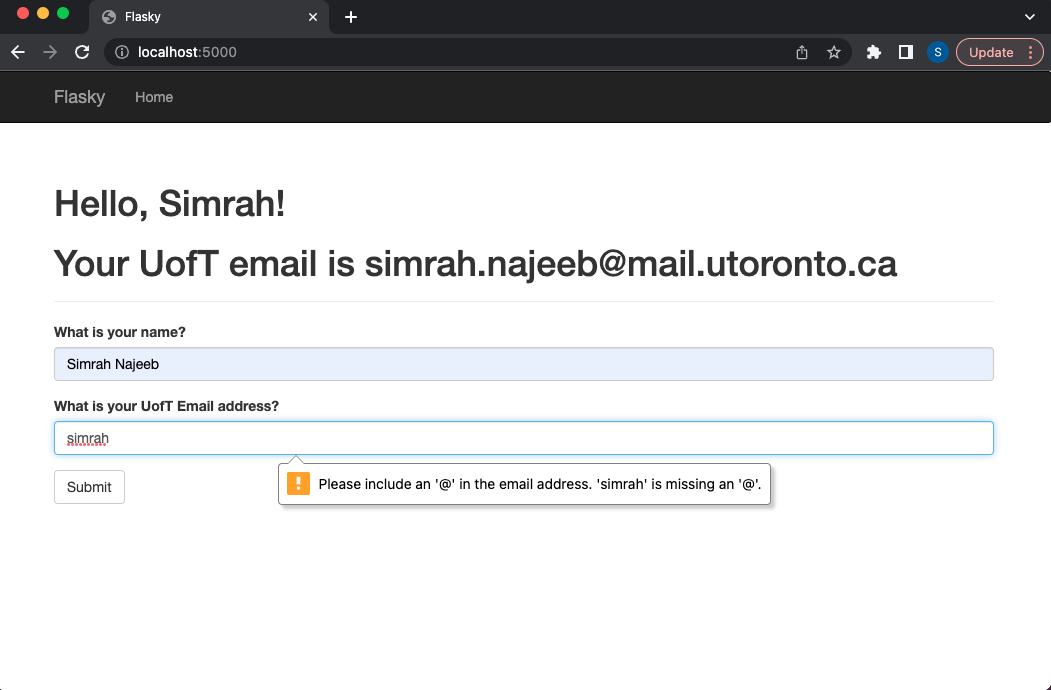 Flasky
localhost:5000
S
Update
Flasky Home
Hello, Simrah!
Your UofT email is simrah.najeeb@mail.utoronto.ca
What is your name?
Simrah Najeeb
What is your UofT Email address?
simrah
Submit
Please include an '@' in the email address. 'simrah' is missing an '@'.